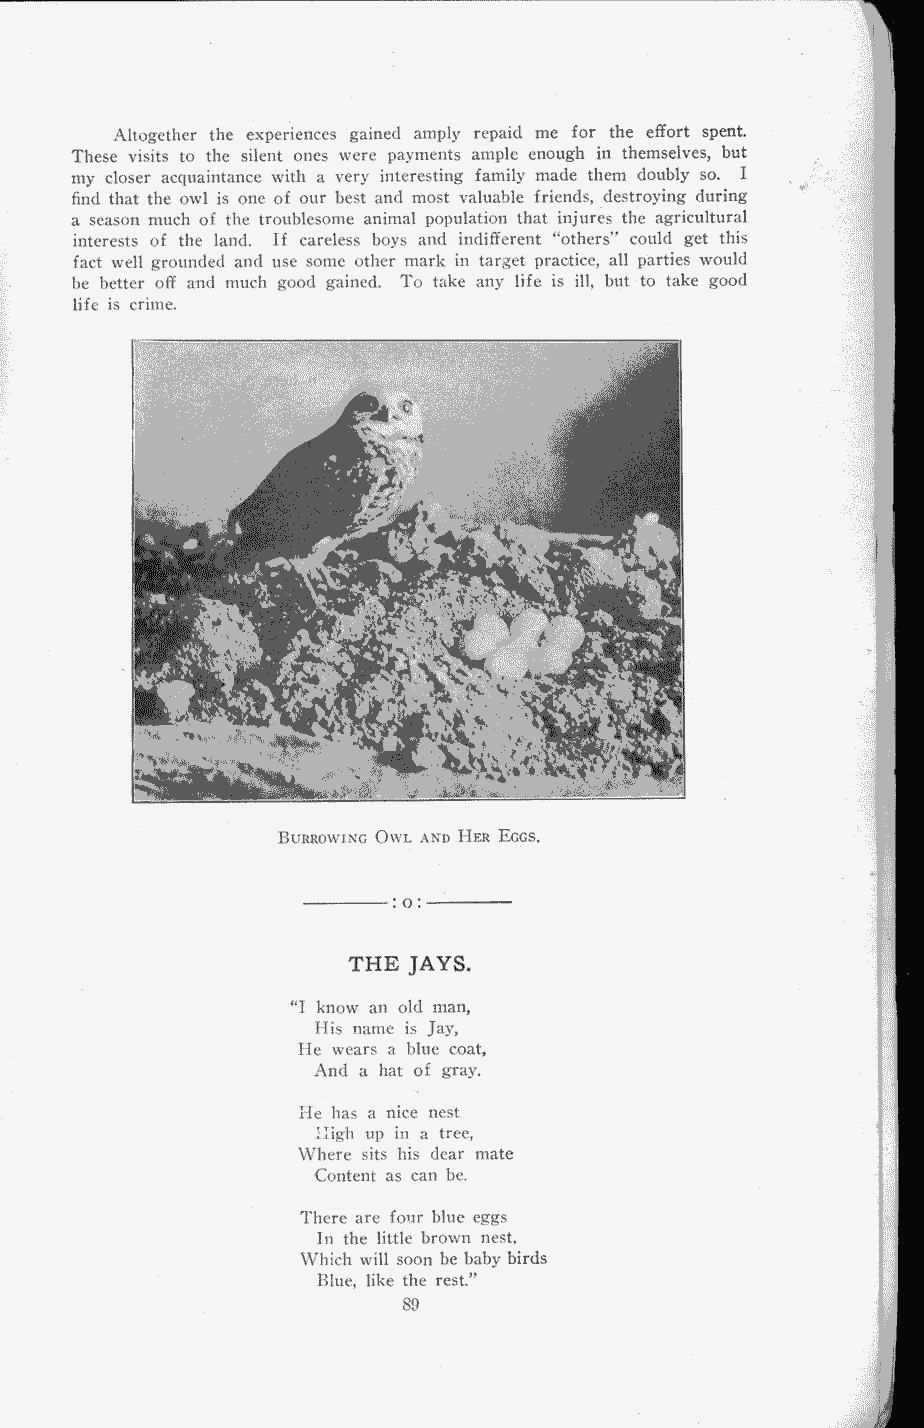 Altogether the experiences gained amply repaid me for the effort spent.
These visits to the silent ones were payments ample enough in themselves, but
my closer acquaintance with a very interesting family made them doubly so. I
find that the owl is one of our best and most valuable friends, destroying during
a season much of the troublesome animal population that injures the agricultural
interests of the land. If careless boys and indifferent “others” could get this
fact well grounded and use some other mark in target practice, all parties would
be better off and much good gained. To take any life is ill, but to take good
life is crime.
Burrowing Owl and Her Eggs.
:o:
THE JAYS.
“I know an old man,
His name is Jay,
He wears a blue coat,
And a hat of gray.
He has a nice nest
High up in a tree,
Where sits his dear mate
Content as can be.
There are four blue eggs
In the little brown nest,
Which will soon be baby birds
Blue, like the rest.”
89